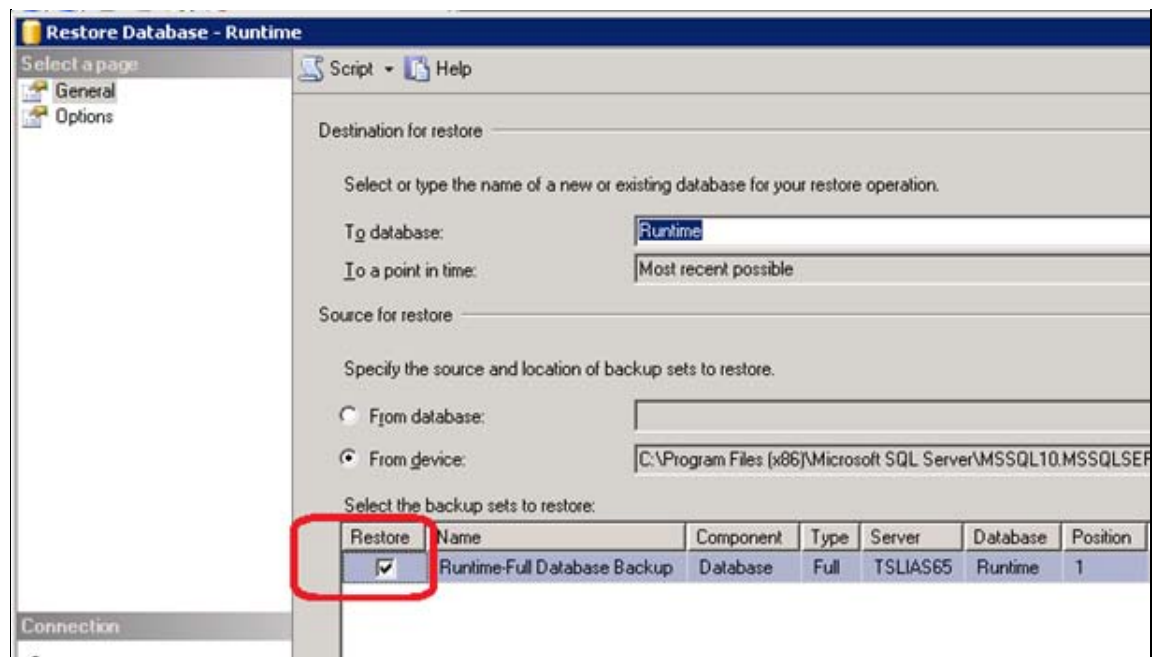 Restore Database - Runtime
Select a page
General
Options
Script Help
Destination for restore
Select or type the name of a new or existing database for your restore operation.
To database: Runtime
To a point in time: Most recent possible
Source for restore
Specify the source and location of backup sets to restore.
From database:
From device: C:\Program Files (x86)\Microsoft SQL Server\MSSQL10.MSSQLSER
Select the backup sets to restore:
Restore Name Component Type Server Database Position
Runtime-Full Database Backup Database Full TSLIAS65 Runtime 1
Connection